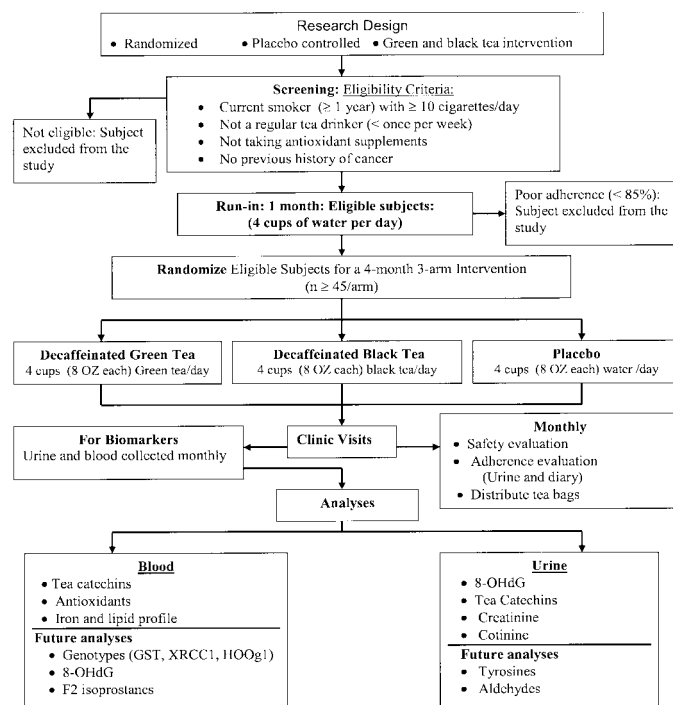 Research Design
• Randomized • Placebo controlled • Green and black tea intervention
Screening: Eligibility Criteria:
• Current smoker (≥ 1 year) with ≥ 10 cigarettes/day
• Not a regular tea drinker (< once per week)
• Not taking antioxidant supplements
• No previous history of cancer
Not eligible: Subject
excluded from the
study
Run-in: 1 month: Eligible subjects:
(4 cups of water per day)
Poor adherence (< 85%):
Subject excluded from the
study
Randomize Eligible Subjects for a 4-month 3-arm Intervention
(n ≥ 45/arm)
Decaffeinated Green Tea
4 cups (8 OZ each) Green tea/day
Decaffeinated Black Tea
4 cups (8 OZ each) black tea/day
Placebo
4 cups (8 OZ each) water /day
For Biomarkers
Urine and blood collected monthly
Clinic Visits
Monthly
• Safety evaluation
• Adherence evaluation
(Urine and diary)
• Distribute tea bags
Analyses
Blood
• Tea catechins
• Antioxidants
• Iron and lipid profile
Future analyses
• Genotypes (GST, XRCC1, HOOg1)
• 8-OHdG
• F2 isoprostanes
Urine
• 8-OHdG
• Tea Catechins
• Creatinine
• Cotinine
Future analyses
• Tyrosines
• Aldehydes